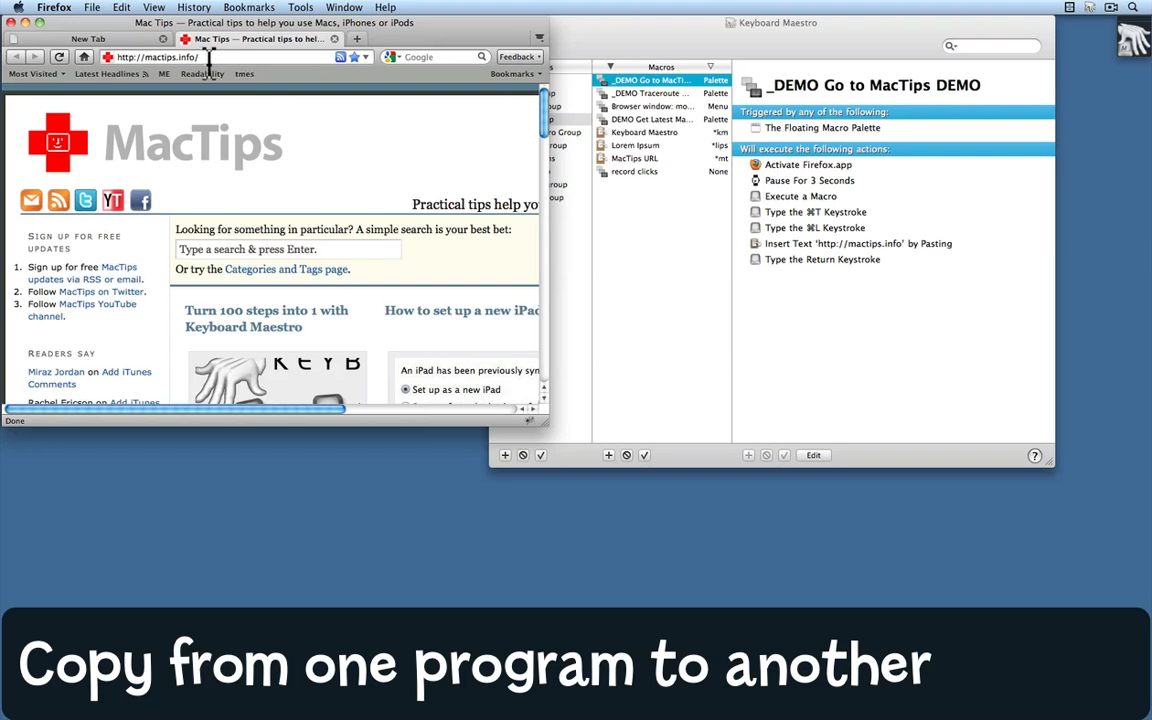 Firefox File Edit View History Bookmarks Tools Window Help
Mac Tips — Practical tips to help you use Macs, iPhones or iPods
Keyboard Maestro
New Tab
Mac Tips — Practical tips to hel...
http://mactips.info/
Google
Feedback
Most Visited Latest Headlines ME Readability tmes Bookmarks
MacTips
Practical tips help yo
SIGN UP FOR FREE
UPDATES
1. Sign up for free MacTips
updates via RSS or email.
2. Follow MacTips on Twitter.
3. Follow MacTips YouTube
channel.
READERS SAY
Miraz Jordan on Add iTunes
Comments
Rachel Ericson on Add iTunes
Looking for something in particular? A simple search is your best bet:
Type a search & press Enter.
Or try the Categories and Tags page.
Turn 100 steps into 1 with
Keyboard Maestro
KEYB
How to set up a new iPad
An iPad has been previously syn
Set up as a new iPad
Done
Macros
_DEMO Go to MacTi... Palette
_DEMO Traceroute ... Palette
Browser window: mo... Menu
DEMO Get Latest Ma... Palette
Keyboard Maestro *km
Lorem Ipsum *lips
MacTips URL *mt
record clicks None
_DEMO Go to MacTips DEMO
Triggered by any of the following:
The Floating Macro Palette
Will execute the following actions:
Activate Firefox.app
Pause For 3 Seconds
Execute a Macro
Type the ⌘T Keystroke
Type the ⌘L Keystroke
Insert Text 'http://mactips.info' by Pasting
Type the Return Keystroke
Edit
Copy from one program to another